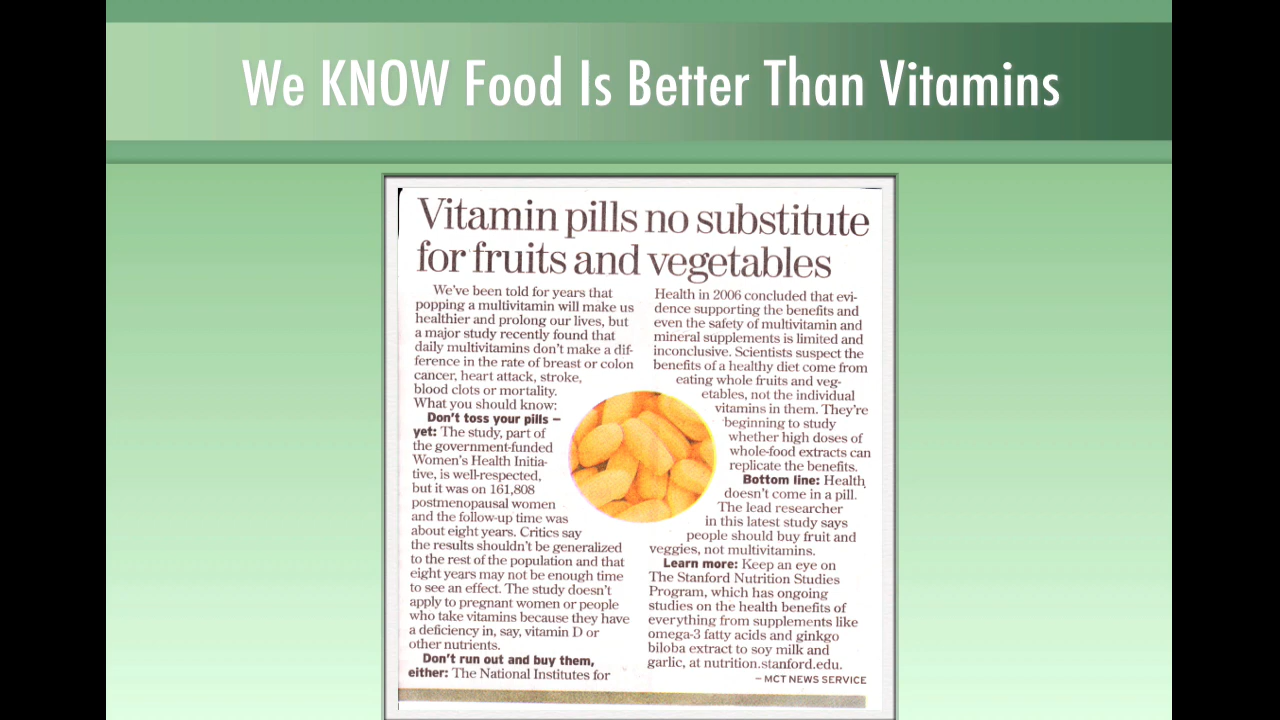 We KNOW Food Is Better Than Vitamins
Vitamin pills no substitute
for fruits and vegetables
We've been told for years that
popping a multivitamin will make us
healthier and prolong our lives, but
a major study recently found that
daily multivitamins don't make a dif-
ference in the rate of breast or colon
cancer, heart attack, stroke,
blood clots or mortality.
What you should know:
Don't toss your pills –
yet: The study, part of
the government-funded
Women's Health Initia-
tive, is well-respected,
but it was on 161,808
postmenopausal women
and the follow-up time was
about eight years. Critics say
the results shouldn't be generalized
to the rest of the population and that
eight years may not be enough time
to see an effect. The study doesn't
apply to pregnant women or people
who take vitamins because they have
a deficiency in, say, vitamin D or
other nutrients.
Don't run out and buy them,
either: The National Institutes for
Health in 2006 concluded that evi-
dence supporting the benefits and
even the safety of multivitamin and
mineral supplements is limited and
inconclusive. Scientists suspect the
benefits of a healthy diet come from
eating whole fruits and veg-
etables, not the individual
vitamins in them. They're
beginning to study
whether high doses of
whole-food extracts can
replicate the benefits.
Bottom line: Health
doesn't come in a pill.
The lead researcher
in this latest study says
people should buy fruit and
veggies, not multivitamins.
Learn more: Keep an eye on
The Stanford Nutrition Studies
Program, which has ongoing
studies on the health benefits of
everything from supplements like
omega-3 fatty acids and ginkgo
biloba extract to soy milk and
garlic, at nutrition.stanford.edu.
– MCT NEWS SERVICE